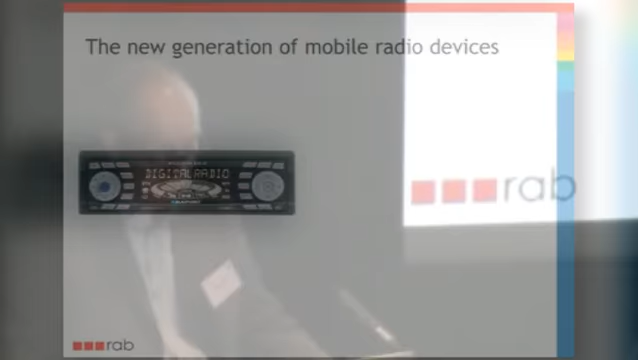 The new generation of mobile radio devices
DIGITALRADIO
rab
rab